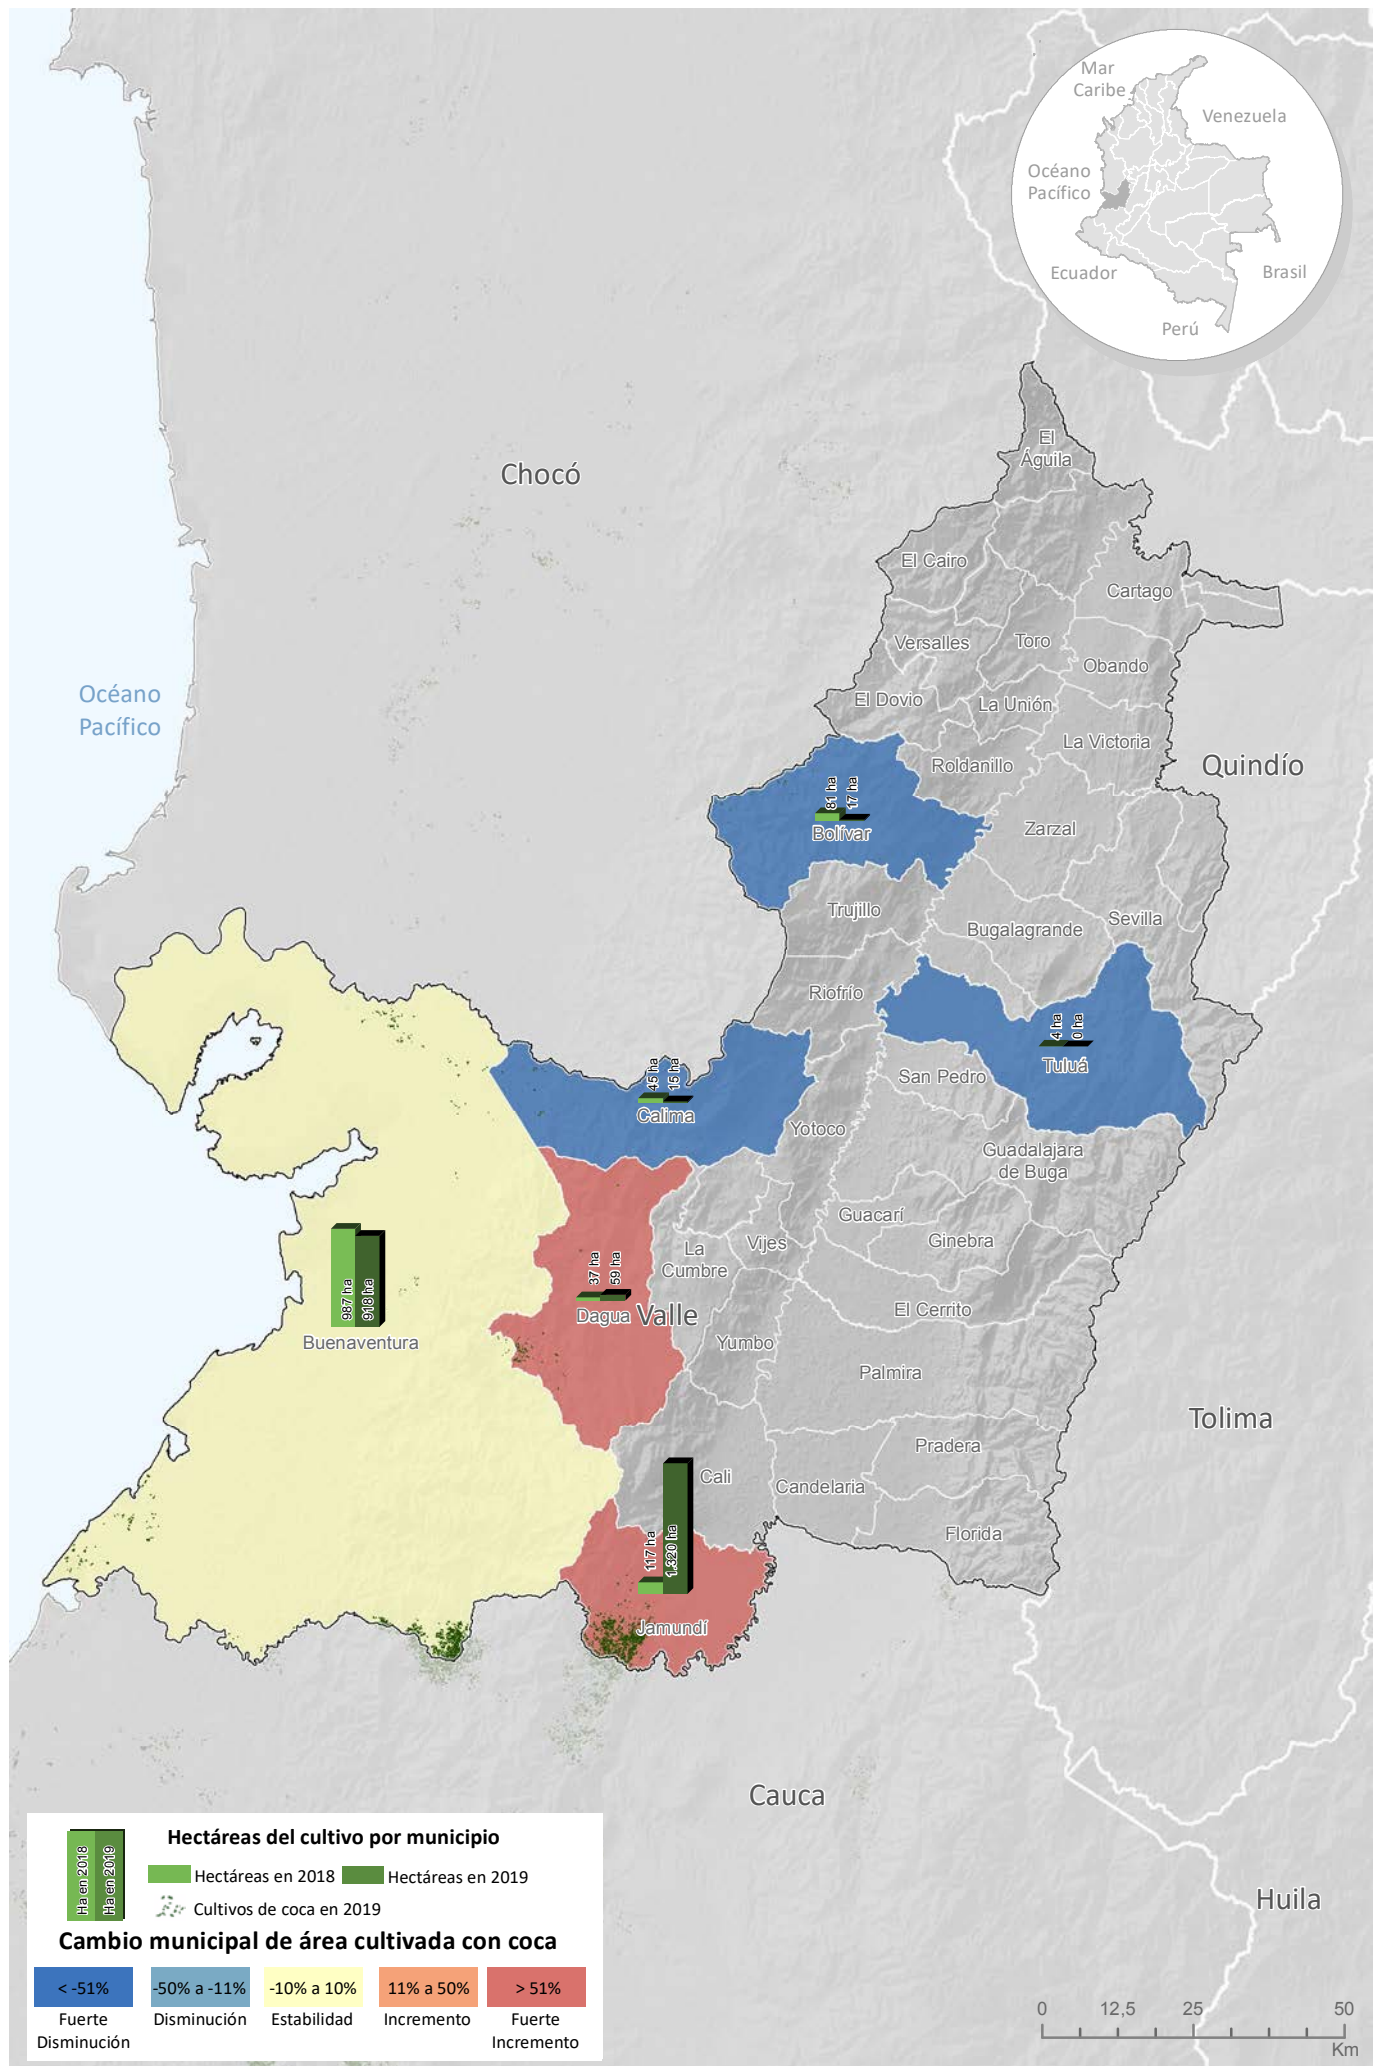 Mar
Caribe
Venezuela
Océano
Pacífico
Ecuador
Brasil
Perú
El
Águila
Chocó
El Cairo
Cartago
Versalles
Toro
Obando
Océano
Pacífico
El Dovio
La Unión
La Victoria
Roldanillo
Quindío
81 ha
17 ha
Bolívar
Zarzal
Trujillo
Sevilla
Bugalagrande
Riofrío
4 ha
0 ha
Tuluá
45 ha
15 ha
Calima
San Pedro
Yotoco
Guadalajara
de Buga
Guacarí
Ginebra
Vijes
La
Cumbre
37 ha
59 ha
Dagua
Valle
El Cerrito
987 ha
918 ha
Buenaventura
Yumbo
Palmira
Tolima
Pradera
Cali
Candelaria
Florida
117 ha
1.320 ha
Jamundí
Cauca
Huila
Hectáreas del cultivo por municipio
Ha en 2018
Ha en 2019
Hectáreas en 2018
Hectáreas en 2019
Cultivos de coca en 2019
Cambio municipal de área cultivada con coca
< -51%
-50% a -11%
-10% a 10%
11% a 50%
> 51%
Fuerte
Disminución
Disminución
Estabilidad
Incremento
Fuerte
Incremento
0
12,5
25
50
Km